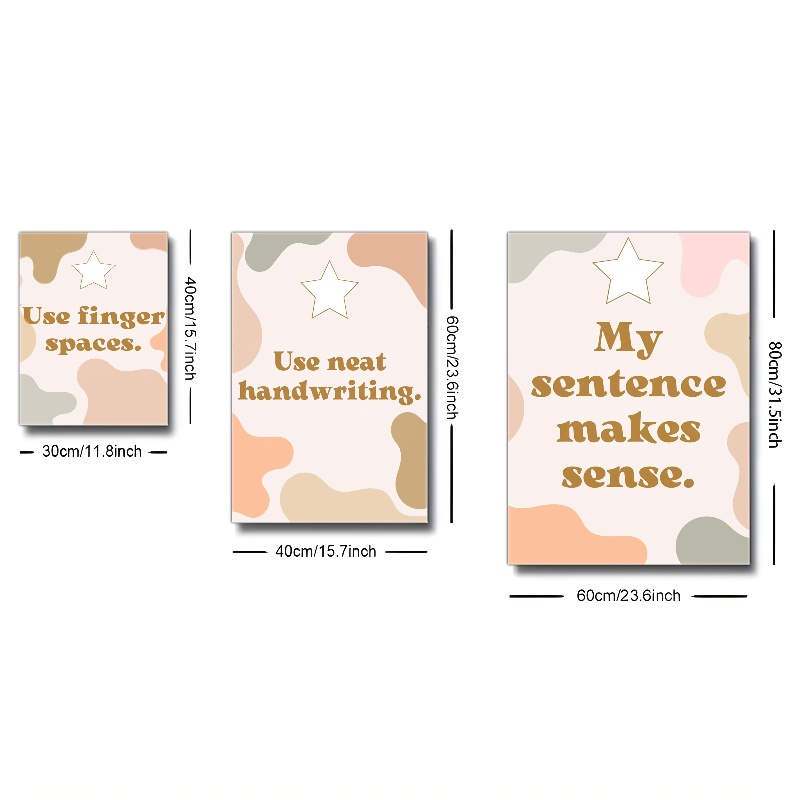 Use finger
spaces.
40cm/15.7inch
30cm/11.8inch
Use neat
handwriting.
60cm/23.6inch
40cm/15.7inch
My
sentence
makes
sense.
80cm/31.5inch
60cm/23.6inch